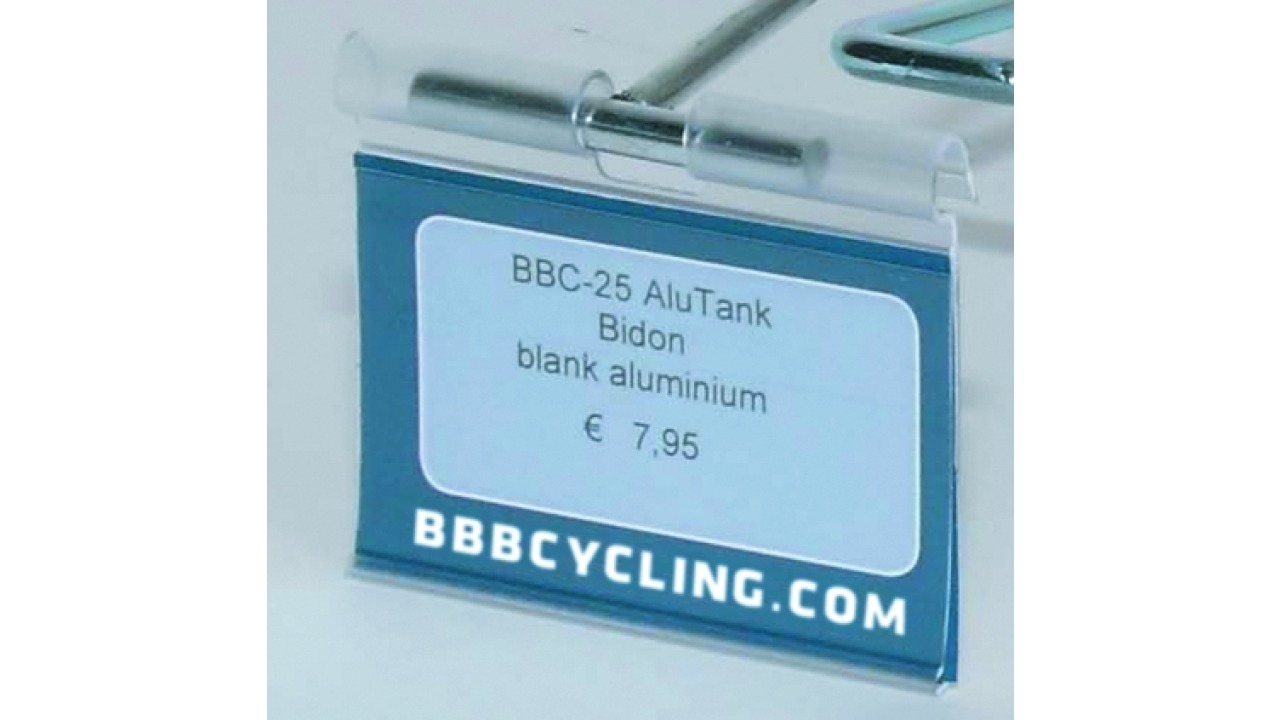 BBC-25 AluTank
Bidon
blank aluminium
€ 7,95
BBBCYCLING.COM